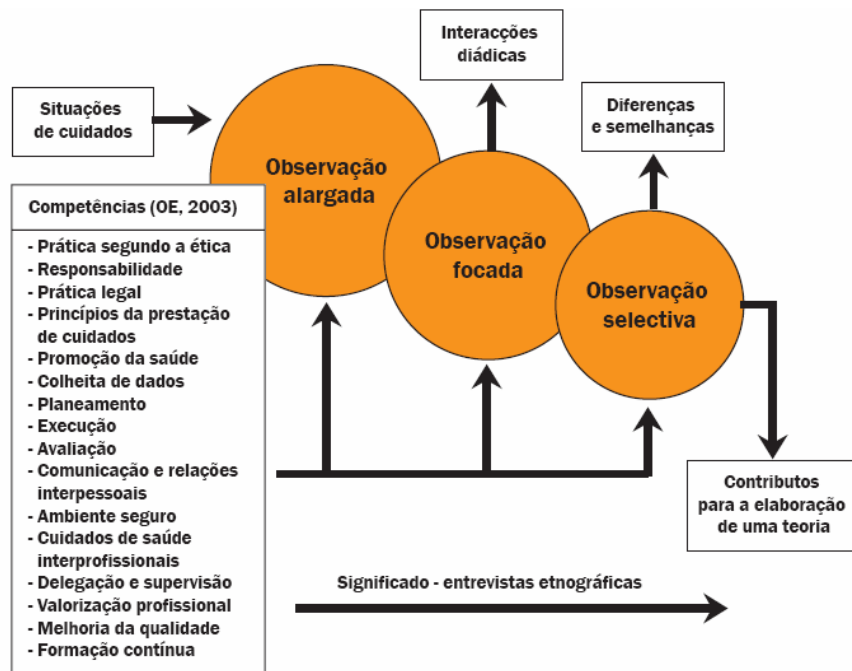 Interacções
diádicas
Situações
de cuidados
Diferenças
e semelhanças
Observação
alargada
Competências (OE, 2003)
- Prática segundo a ética
- Responsabilidade
- Prática legal
- Princípios da prestação
de cuidados
- Promoção da saúde
- Colheita de dados
- Planeamento
- Execução
- Avaliação
- Comunicação e relações
interpessoais
- Ambiente seguro
- Cuidados de saúde
interprofissionais
- Delegação e supervisão
- Valorização profissional
- Melhoria da qualidade
- Formação contínua
Observação
focada
Observação
selectiva
Contributos
para a elaboração
de uma teoria
Significado - entrevistas etnográficas